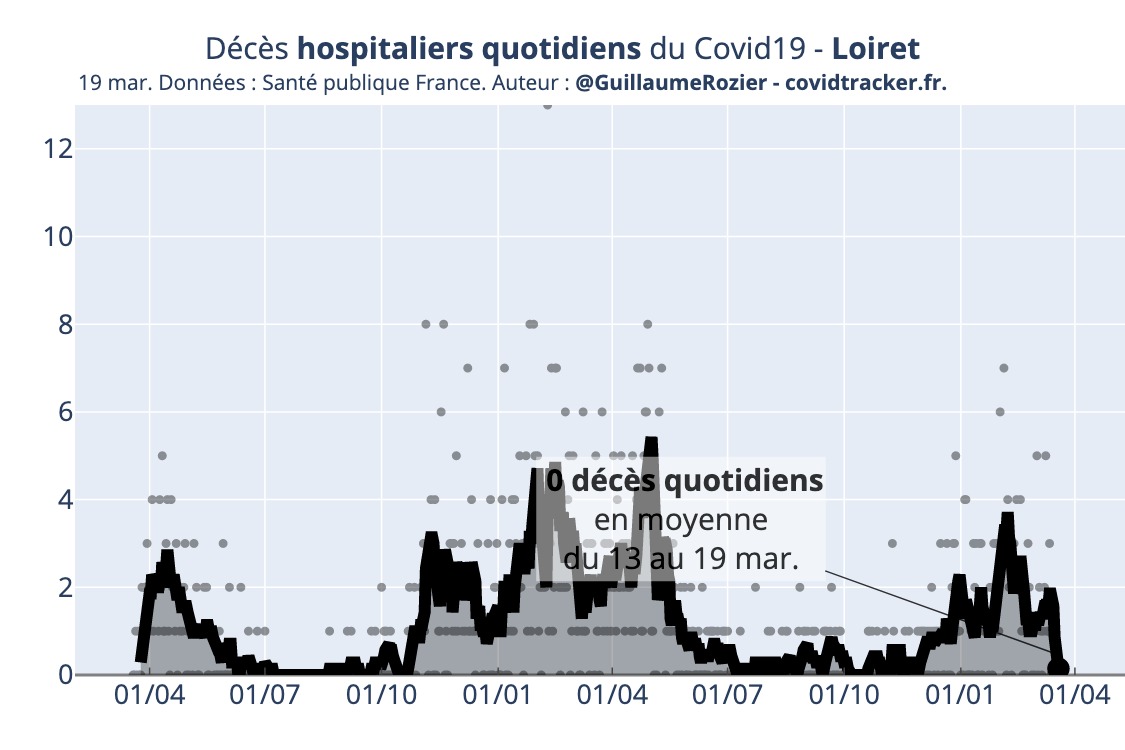 Décès hospitaliers quotidiens du Covid19 - Loiret
19 mar. Données : Santé publique France. Auteur : @GuillaumeRozier - covidtracker.fr.
12
10
8
6
4
2
0
0 décès quotidiens
en moyenne
du 13 au 19 mar.
01/04 01/07 01/10 01/01 01/04 01/07 01/10 01/01 01/04